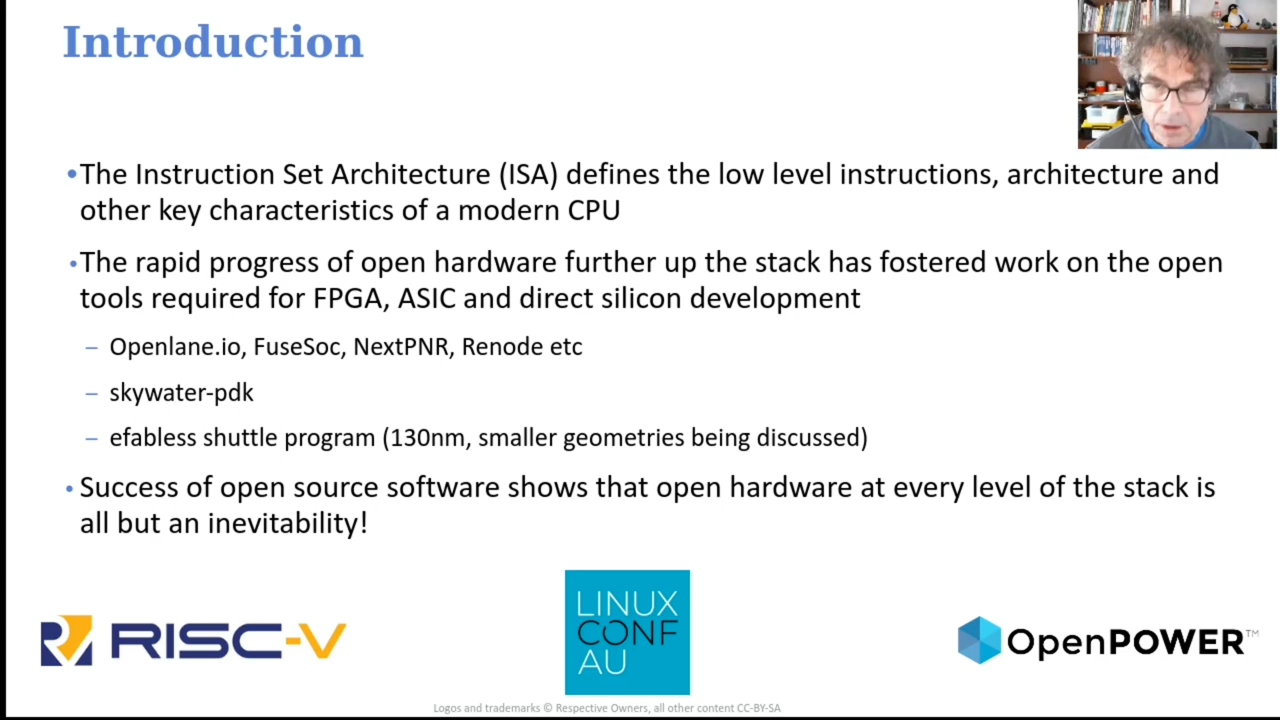 Introduction
•The Instruction Set Architecture (ISA) defines the low level instructions, architecture and
other key characteristics of a modern CPU
•The rapid progress of open hardware further up the stack has fostered work on the open
tools required for FPGA, ASIC and direct silicon development
– Openlane.io, FuseSoc, NextPNR, Renode etc
– skywater-pdk
– efabless shuttle program (130nm, smaller geometries being discussed)
• Success of open source software shows that open hardware at every level of the stack is
all but an inevitability!
RISC-V
LINUX
CONF
AU
OpenPOWER™
Logos and trademarks © Respective Owners, all other content CC-BY-SA